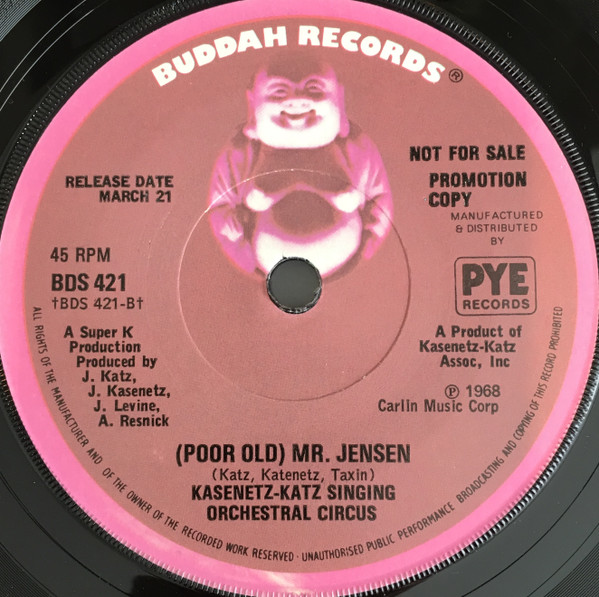 BUDDAH RECORDS®
RELEASE DATE
MARCH 21
NOT FOR SALE
PROMOTION
COPY
MANUFACTURED
& DISTRIBUTED
BY
PYE
RECORDS
45 RPM
BDS 421
†BDS 421-B†
A Super K
Production
Produced by
J. Katz,
J. Kasenetz,
J. Levine,
A. Resnick
A Product of
Kasenetz-Katz
Assoc, Inc
Ⓟ 1968
Carlin Music Corp
(POOR OLD) MR. JENSEN
(Katz, Katenetz, Taxin)
KASENETZ-KATZ SINGING
ORCHESTRAL CIRCUS
ALL RIGHTS OF THE MANUFACTURER AND OF THE OWNER OF THE RECORDED WORK RESERVED · UNAUTHORISED PUBLIC PERFORMANCE BROADCASTING AND COPYING OF THIS RECORD PROHIBITED